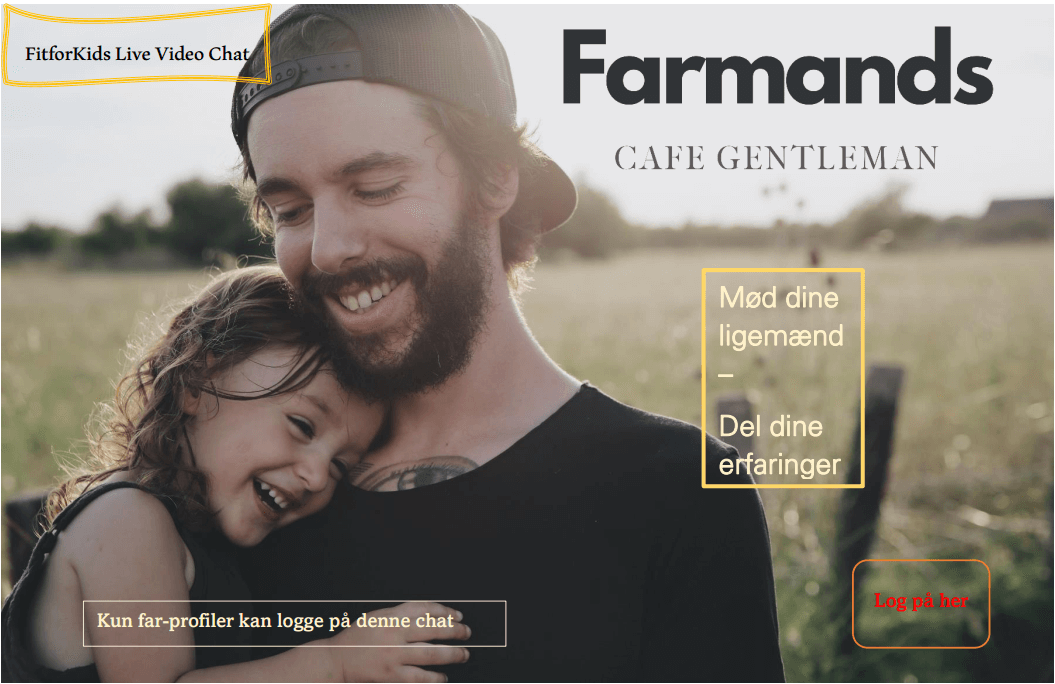 FitforKids Live Video Chat
Farmands
CAFE GENTLEMAN
Mød dine
ligemænd
–
Del dine
erfaringer
Log på her
Kun far-profiler kan logge på denne chat